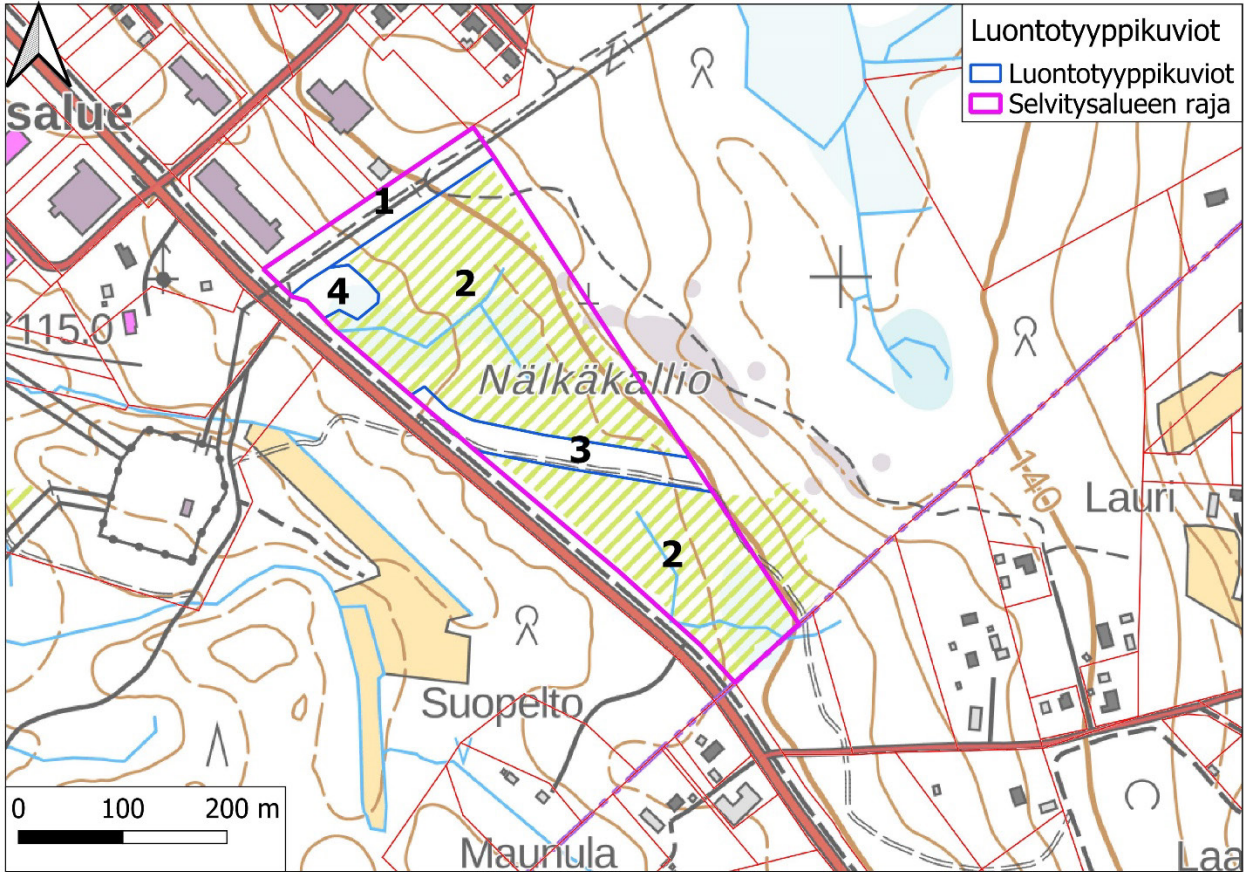 Luontotyyppikuviot
Luontotyyppikuviot
Selvitysalueen raja
salue
1
4
2
115.0
Nälkäkallio
3
140
Lauri
2
Suopelto
0 100 200 m
Maunula
Laa